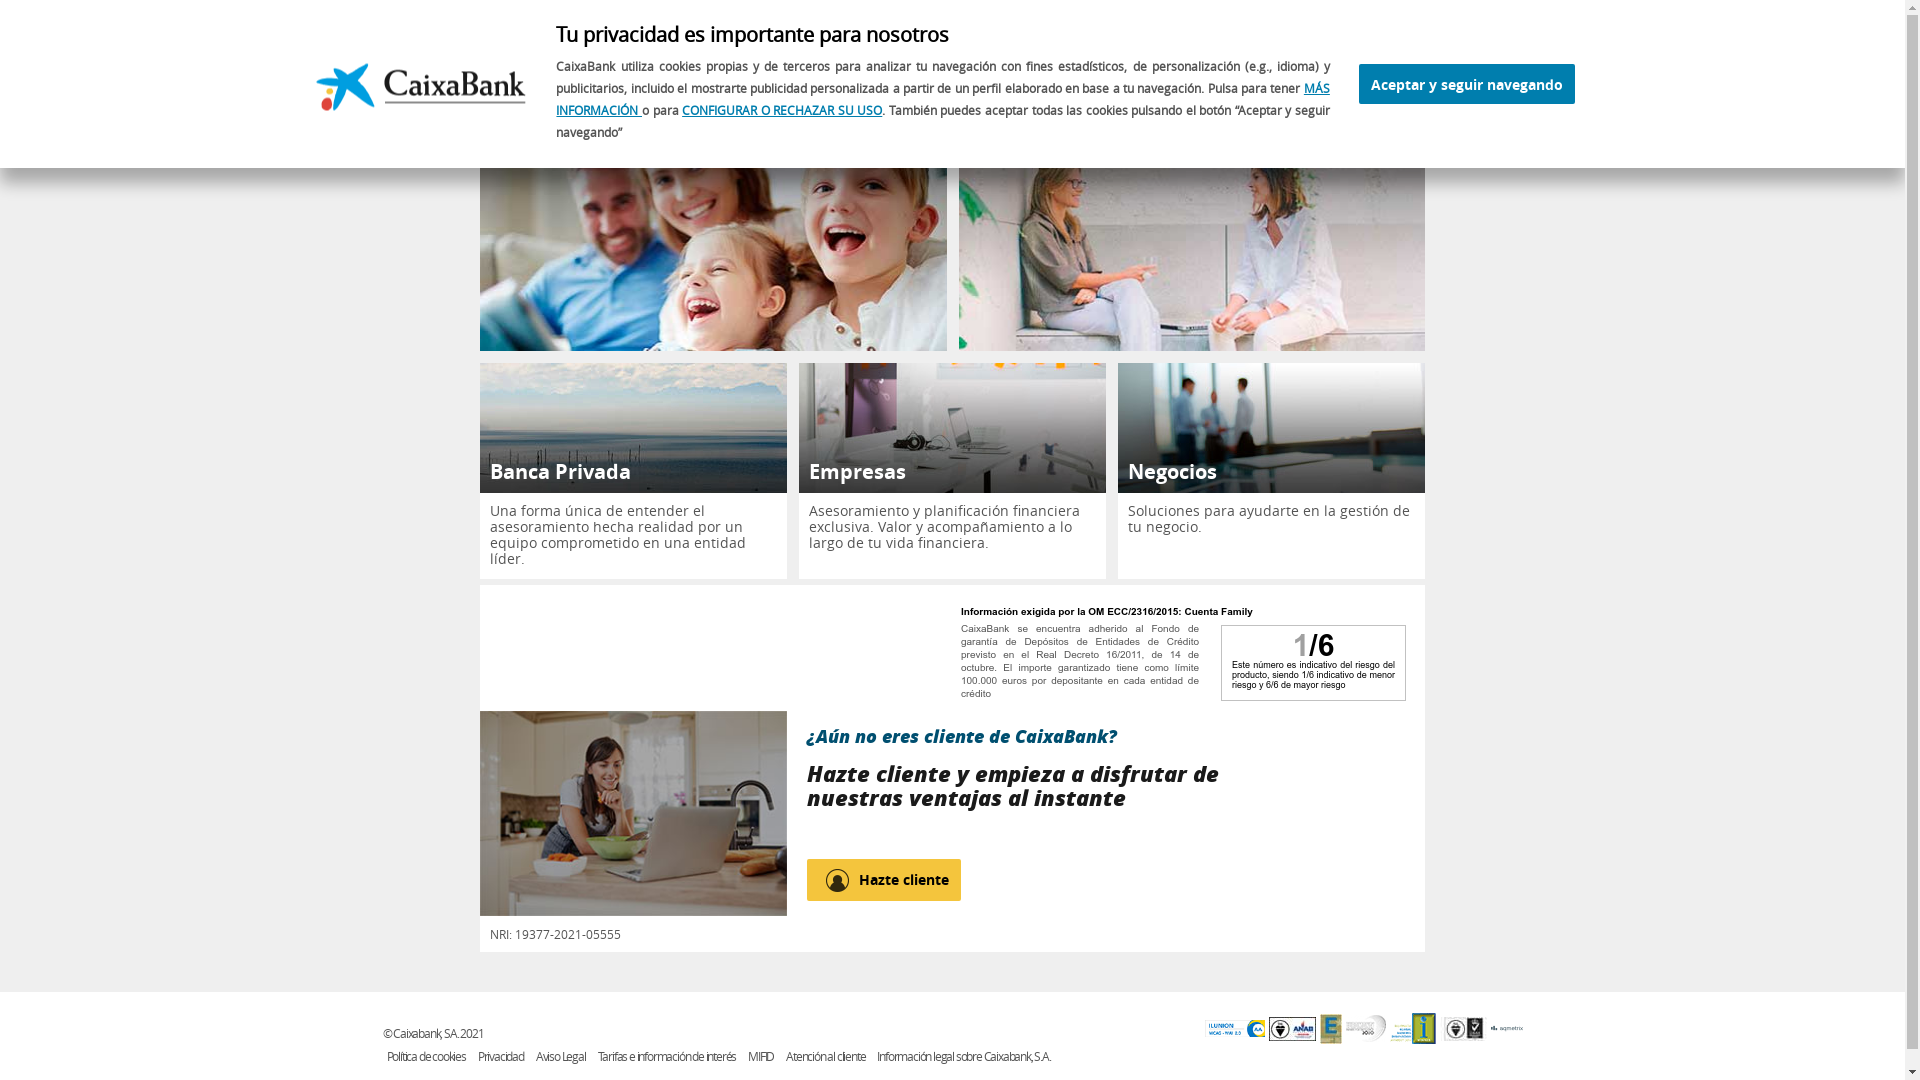 CaixaBank
Tu privacidad es importante para nosotros
CaixaBank utiliza cookies propias y de terceros para analizar tu navegación con fines estadísticos, de personalización (e.g., idioma) y
publicitarios, incluido el mostrarte publicidad personalizada a partir de un perfil elaborado en base a tu navegación. Pulsa para tener MÁS
INFORMACIÓN o para CONFIGURAR O RECHAZAR SU USO. También puedes aceptar todas las cookies pulsando el botón “Aceptar y seguir
navegando”
Aceptar y seguir navegando
Banca Privada
Una forma única de entender el
asesoramiento hecha realidad por un
equipo comprometido en una entidad
líder.
Empresas
Asesoramiento y planificación financiera
exclusiva. Valor y acompañamiento a lo
largo de tu vida financiera.
Negocios
Soluciones para ayudarte en la gestión de
tu negocio.
Información exigida por la OM ECC/2316/2015: Cuenta Family
CaixaBank se encuentra adherido al Fondo de
garantía de Depósitos de Entidades de Crédito
previsto en el Real Decreto 16/2011, de 14 de
octubre. El importe garantizado tiene como límite
100.000 euros por depositante en cada entidad de
crédito
1/6
Este número es indicativo del riesgo del
producto, siendo 1/6 indicativo de menor
riesgo y 6/6 de mayor riesgo
¿Aún no eres cliente de CaixaBank?
Hazte cliente y empieza a disfrutar de
nuestras ventajas al instante
Hazte cliente
NRI: 19377-2021-05555
© Caixabank, S.A. 2021
Política de cookies Privacidad Aviso Legal Tarifas e información de interés MIFID Atención al cliente Información legal sobre Caixabank, S.A.
ILUNION
ANAB
sqmetrix